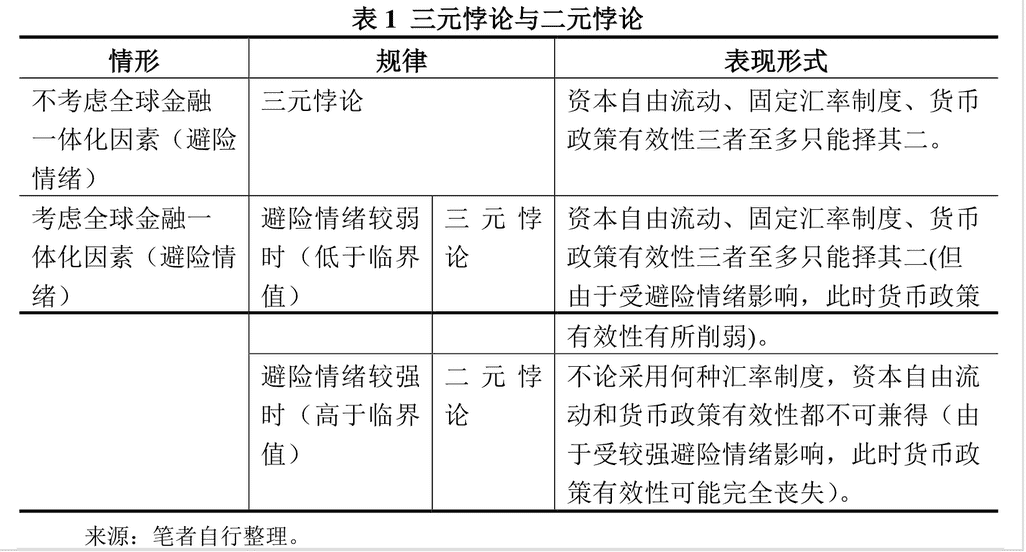 表 1 三元悖论与二元悖论
情形 规律 表现形式
不考虑全球金融
一体化因素（避险
情绪）
三元悖论
资本自由流动、固定汇率制度、货币
政策有效性三者至多只能择其二。
考虑全球金融一
体化因素（避险情
绪）
避险情绪较弱
时（低于临界
值）
三 元 悖
论
资本自由流动、固定汇率制度、货币
政策有效性三者至多只能择其二(但
由于受避险情绪影响，此时货币政策
有效性有所削弱)。
避险情绪较强
时（高于临界
值）
二 元 悖
论
不论采用何种汇率制度，资本自由流
动和货币政策有效性都不可兼得（由
于受较强避险情绪影响，此时货币政
策有效性可能完全丧失）。
来源：笔者自行整理。